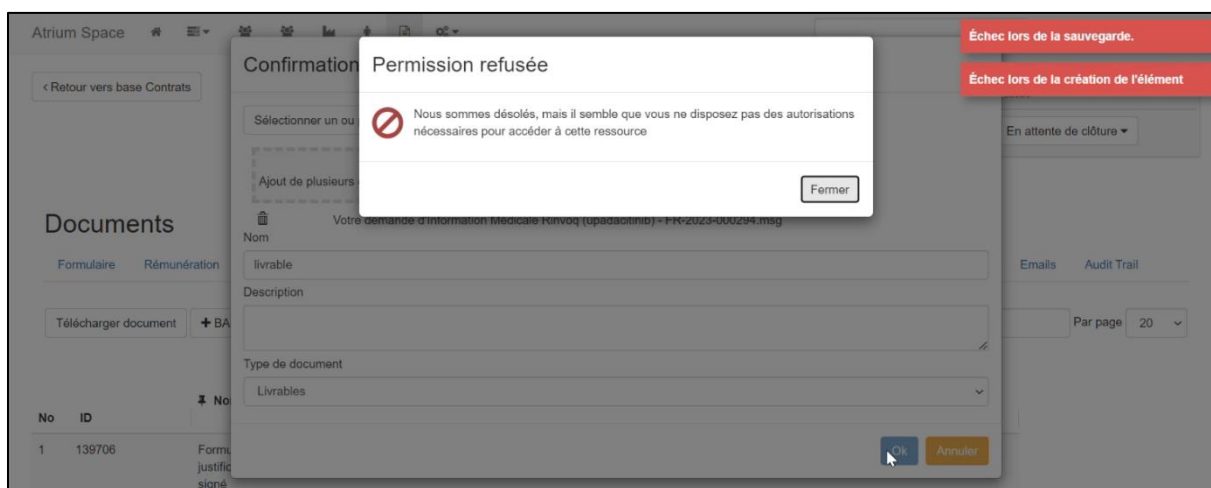 Atrium Space
Échec lors de la sauvegarde.
Échec lors de la création de l'élément
‹ Retour vers base Contrats
Confirmation
Permission refusée
Nous sommes désolés, mais il semble que vous ne disposez pas des autorisations
nécessaires pour accéder à cette ressource
Fermer
Sélectionner un ou
En attente de clôture
Ajout de plusieurs
Votre demande d'Information Médicale Rinvoq (upadacitinib) - FR-2023-000294.msg
Documents
Nom
livrable
Formulaire Rémunération Emails Audit Trail
Description
Télécharger document + BA Par page 20
Type de document
Livrables
No ID No
1 139706 Formu
justific
signé
Ok Annuler